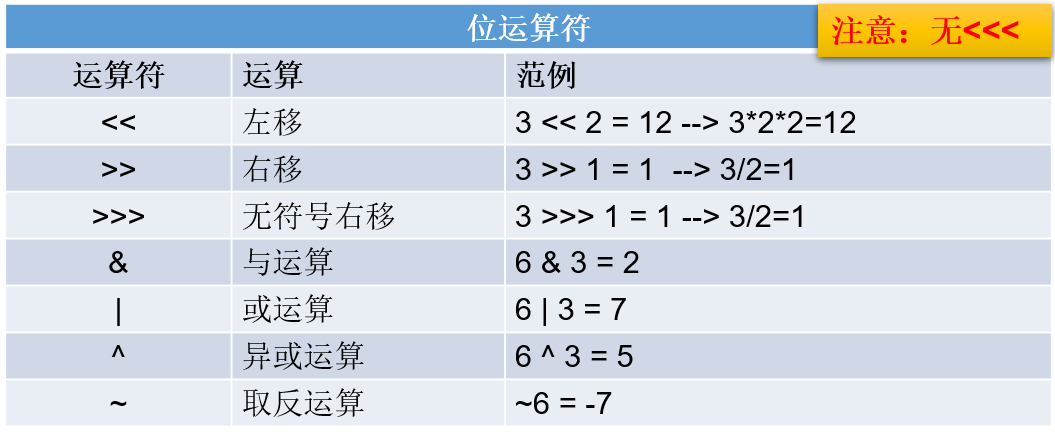 位运算符
注意：无<<<
运算符 运算 范例
<< 左移 3 << 2 = 12 --> 3*2*2=12
>> 右移 3 >> 1 = 1 --> 3/2=1
>>> 无符号右移 3 >>> 1 = 1 --> 3/2=1
& 与运算 6 & 3 = 2
| 或运算 6 | 3 = 7
^ 异或运算 6 ^ 3 = 5
~ 取反运算 ~6 = -7